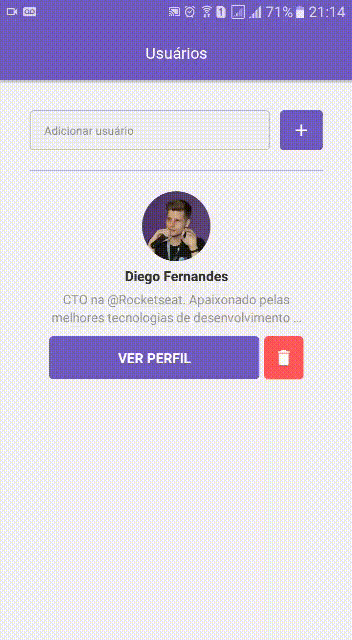 71% 21:14
Usuários
Adicionar usuário
+
Diego Fernandes
CTO na @Rocketseat. Apaixonado pelas
melhores tecnologias de desenvolvimento ...
VER PERFIL